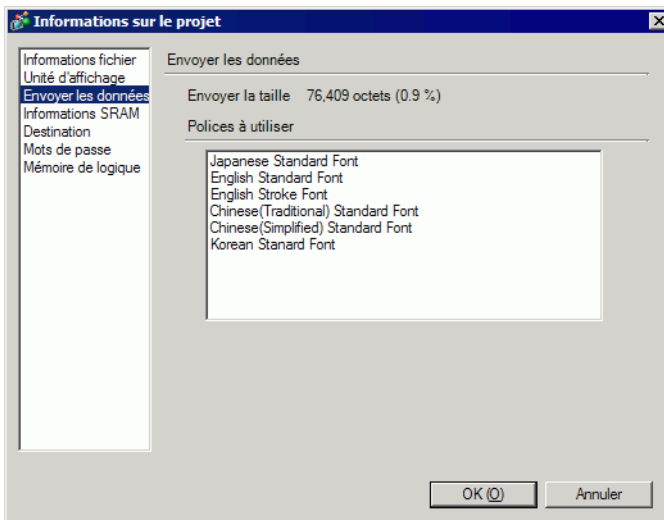 Informations sur le projet
Informations fichier
Unité d'affichage
Envoyer les données
Informations SRAM
Destination
Mots de passe
Mémoire de logique
Envoyer les données
Envoyer la taille 76,409 octets (0.9 %)
Polices à utiliser
Japanese Standard Font
English Standard Font
English Stroke Font
Chinese(Traditional) Standard Font
Chinese(Simplified) Standard Font
Korean Stanard Font
OK (O)
Annuler